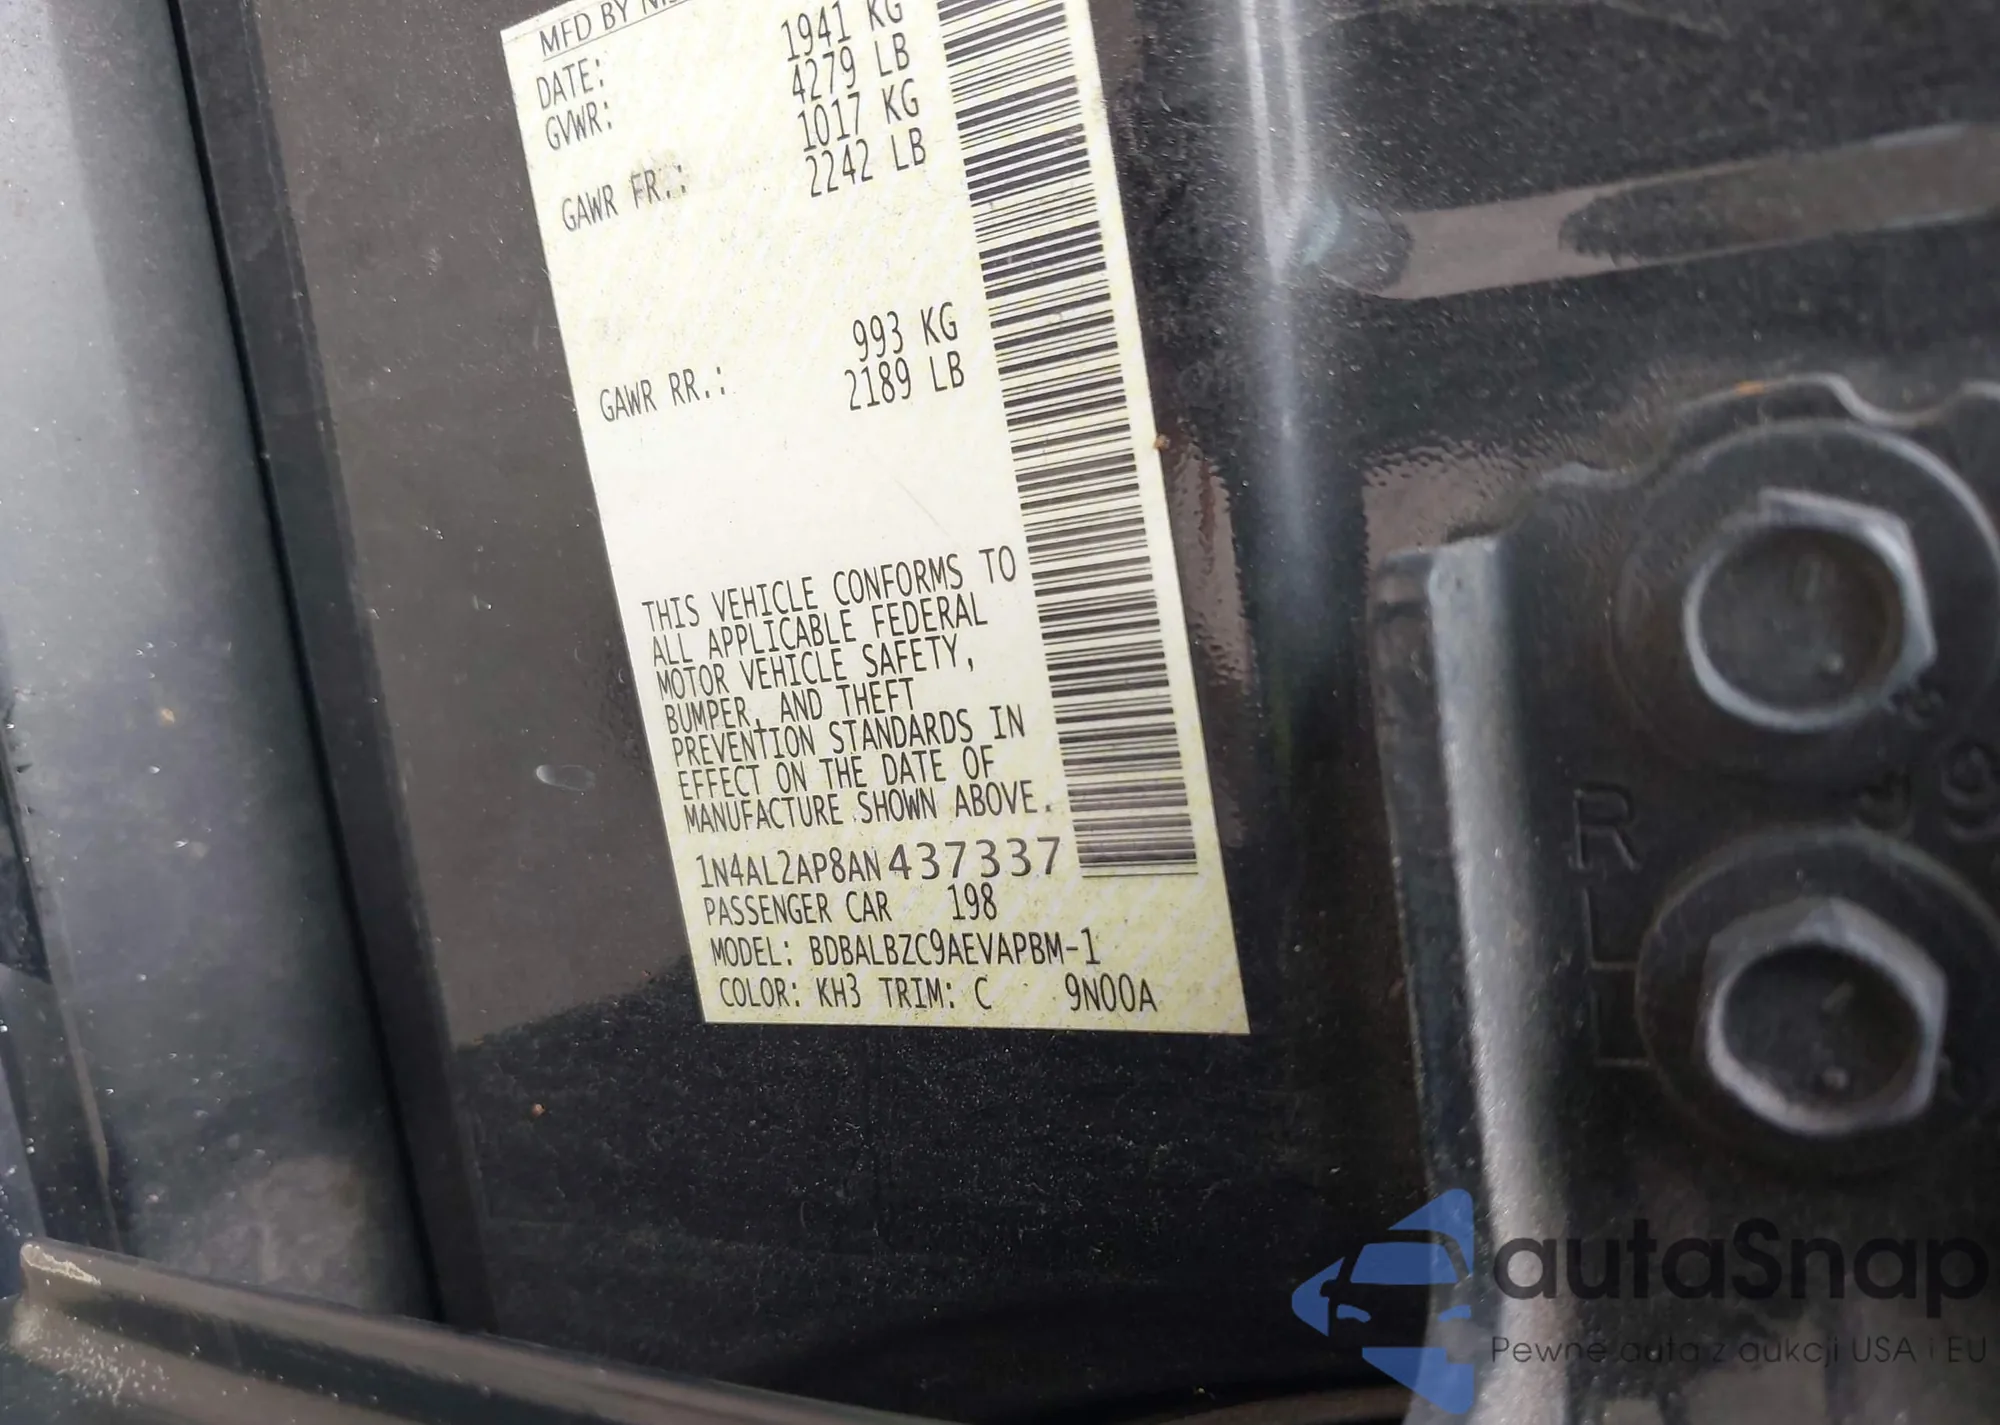 MFD BY NIS
DATE:
GVWR: 1941 KG
4279 LB
GAWR FR.: 1017 KG
2242 LB
GAWR RR.: 993 KG
2189 LB
THIS VEHICLE CONFORMS TO
ALL APPLICABLE FEDERAL
MOTOR VEHICLE SAFETY,
BUMPER, AND THEFT
PREVENTION STANDARDS IN
EFFECT ON THE DATE OF
MANUFACTURE SHOWN ABOVE.
1N4AL2AP8AN437337
PASSENGER CAR 198
MODEL: BDBALBZC9AEVAPBM-1
COLOR: KH3 TRIM: C 9N00A
autaSnap
Pewne auta z aukcji USA i EU